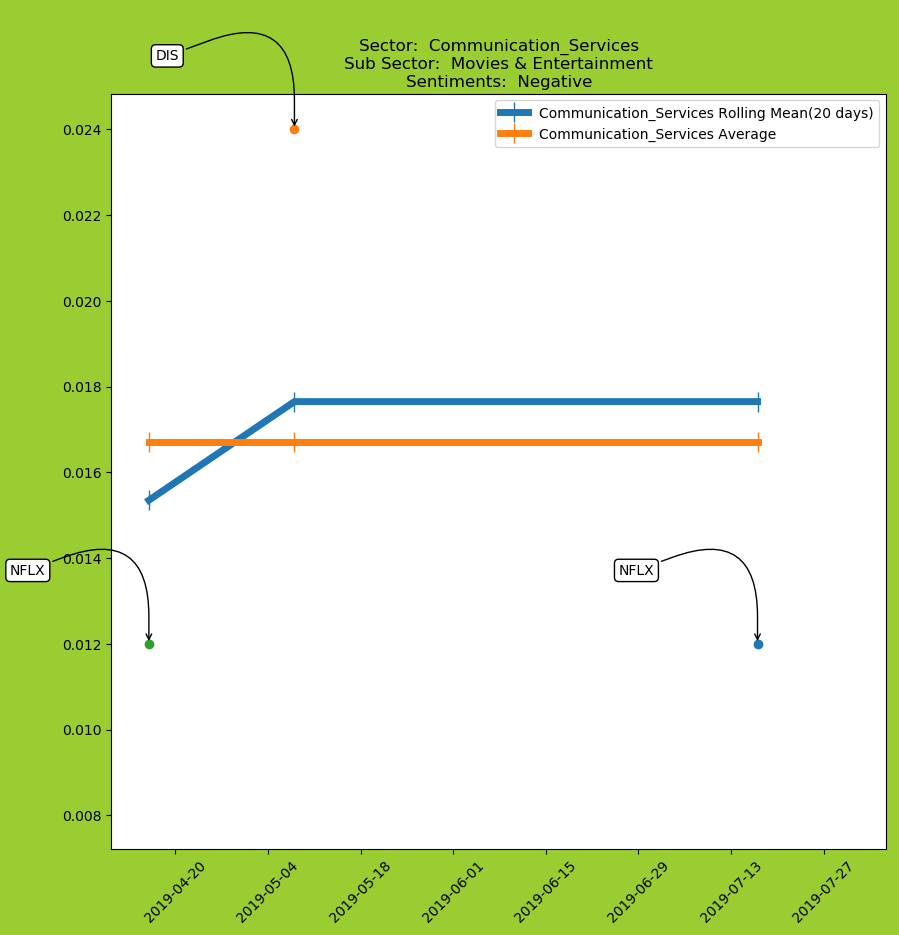 DIS
Sector:  Communication_Services
Sub Sector:  Movies & Entertainment
Sentiments:  Negative
Communication_Services Rolling Mean(20 days)
Communication_Services Average
0.024
0.022
0.020
0.018
0.016
0.014
NFLX
NFLX
0.012
0.010
0.008
2019-04-20
2019-05-04
2019-05-18
2019-06-01
2019-06-15
2019-06-29
2019-07-13
2019-07-27